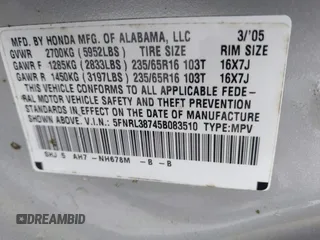 MFD. BY HONDA MFG. OF ALABAMA, LLC 3/'05
GVWR 2700KG (5952LBS) TIRE SIZE RIM SIZE
GAWR F 1285KG (2833LBS) 235/65R16 103T 16X7J
GAWR R 1450KG (3197LBS) 235/65R16 103T 16X7J
THIS VEHICLE CONFORMS TO ALL APPLICABLE FEDE-
RAL MOTOR VEHICLE SAFETY AND THEFT PREVENTION
STANDARDS IN EFFECT ON THE DATE OF MANUFACTURE
SHOWN ABOVE. V.I.N.: 5FNRL38745B083510 TYPE:MPV
SHJ 5 AH7 -NH678M -B -B
AUTOBIDMASTER